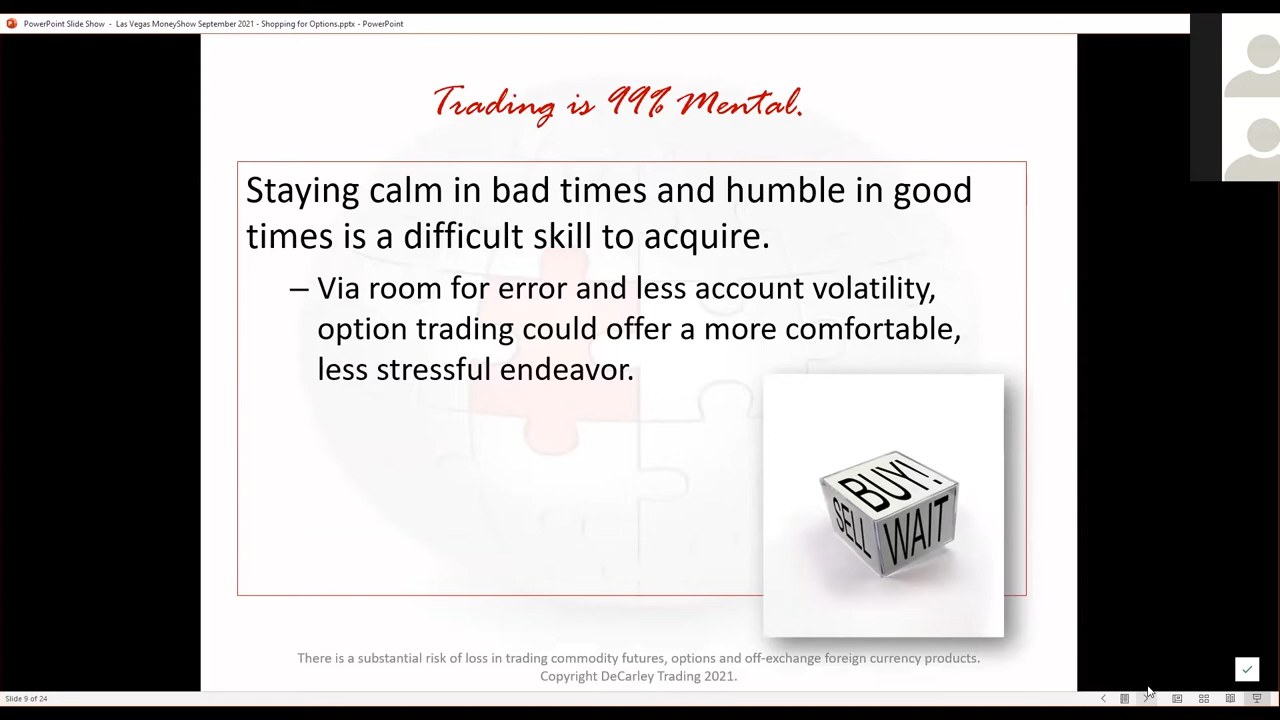 PowerPoint Slide Show - Las Vegas MoneyShow September 2021 - Shopping for Options.pptx - PowerPoint
Trading is 99% Mental.
Staying calm in bad times and humble in good
times is a difficult skill to acquire.
– Via room for error and less account volatility,
option trading could offer a more comfortable,
less stressful endeavor.
BUY!
SELL
WAIT
There is a substantial risk of loss in trading commodity futures, options and off-exchange foreign currency products.
Copyright DeCarley Trading 2021.
Slide 9 of 24